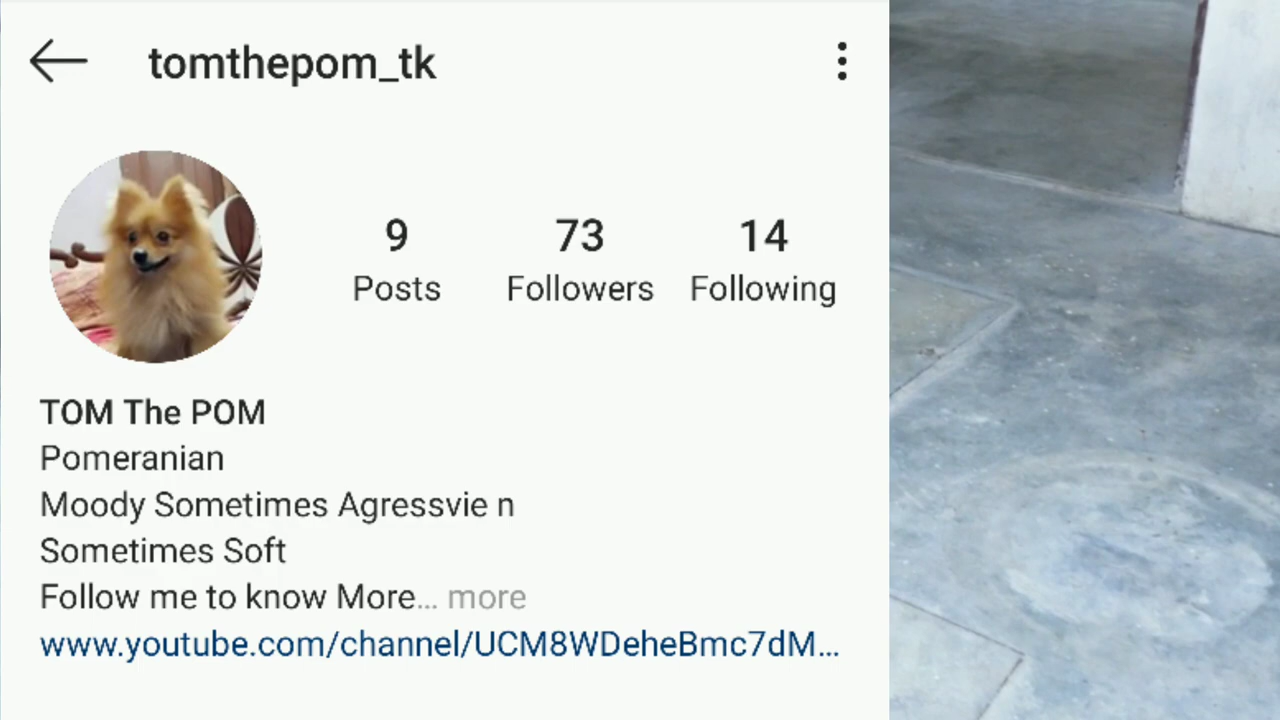 tomthepom_tk
9 73 14
Posts Followers Following
TOM The POM
Pomeranian
Moody Sometimes Agressvie n
Sometimes Soft
Follow me to know More... more
www.youtube.com/channel/UCM8WDeheBmc7dM...